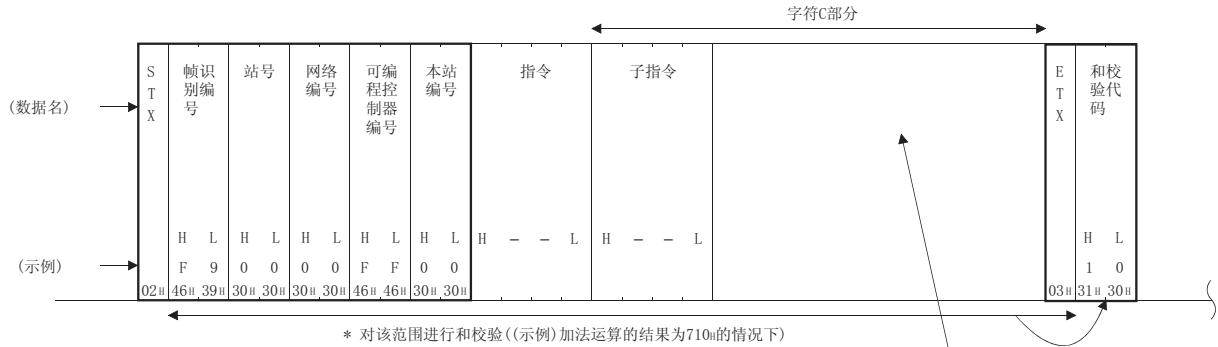 字符C部分
(数据名)
S
T
X
帧识
别编
号
站号
网络
编号
可编
程控
制器
编号
本站
编号
指令
子指令
E
T
X
和校
验代
码
H L H L H L H L H L H - - L H - - L H L
(示例)
F 9 0 0 0 0 F F 0 0 1 0
02H 46H 39H 30H 30H 30H 30H 46H 46H 30H 30H 03H 31H 30H
* 对该范围进行和校验((示例)加法运算的结果为710H的情况下)